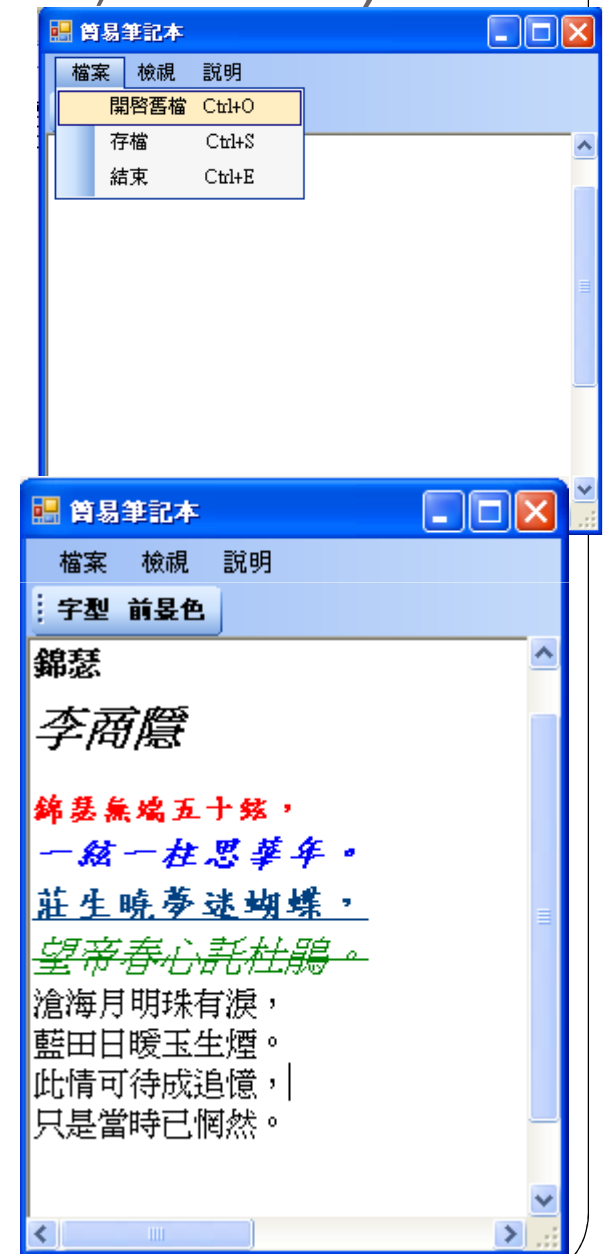 簡易筆記本
檔案 檢視 說明
開啓舊檔 Ctrl+O
存檔 Ctrl+S
結束 Ctrl+E
簡易筆記本
檔案 檢視 說明
字型 前景色
錦瑟
李商隱
錦瑟無端五十絃，
一絃一柱思華年。
莊生曉夢迷蝴蝶，
望帝春心託杜鵑。
滄海月明珠有淚，
藍田日暖玉生煙。
此情可待成追憶，
只是當時已惘然。